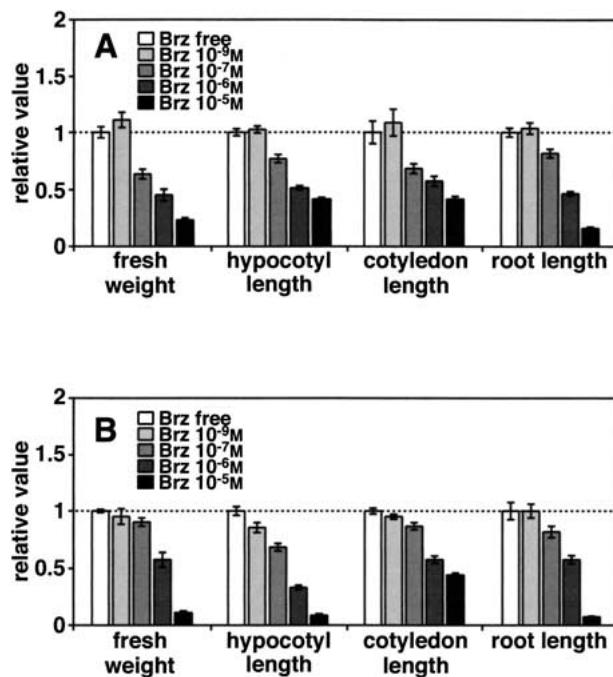 A
Brz free
Brz 10⁻⁹M
Brz 10⁻⁷M
Brz 10⁻⁶M
Brz 10⁻⁵M
relative value
2
1.5
1
0.5
0
fresh weight
hypocotyl length
cotyledon length
root length
B
Brz free
Brz 10⁻⁹M
Brz 10⁻⁷M
Brz 10⁻⁶M
Brz 10⁻⁵M
relative value
2
1.5
1
0.5
0
fresh weight
hypocotyl length
cotyledon length
root length